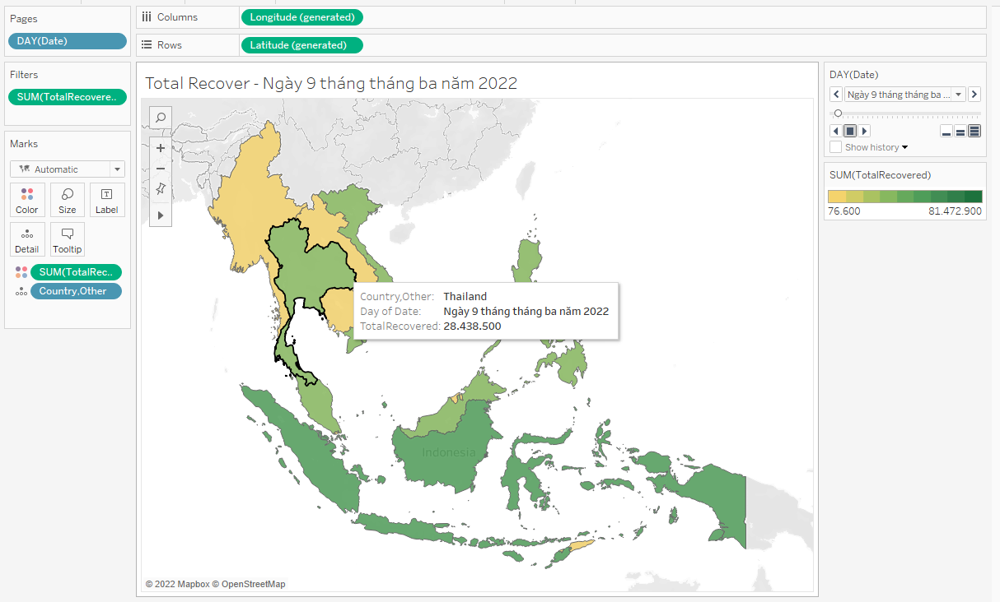 Pages
DAY(Date)
Filters
SUM(TotalRecovere..
Marks
Automatic
Color
Size
Label
Detail
Tooltip
SUM(TotalRec..
Country,Other
Columns
Longitude (generated)
Rows
Latitude (generated)
Total Recover - Ngày 9 tháng tháng ba năm 2022
Country,Other: Thailand
Day of Date: Ngày 9 tháng tháng ba năm 2022
TotalRecovered: 28.438.500
Indonesia
© 2022 Mapbox © OpenStreetMap
DAY(Date)
Ngày 9 tháng tháng ba ...
Show history
SUM(TotalRecovered)
76.600
81.472.900